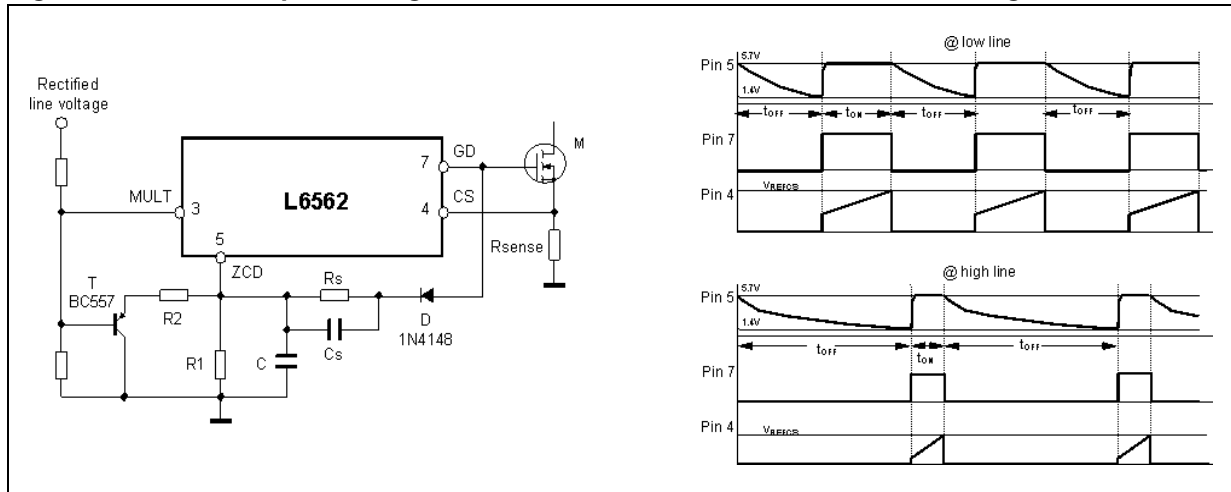 Rectified
line voltage
MULT
3
L6562
7
GD
4
CS
M
Rsense
5
ZCD
T
BC557
R2
R1
C
Rs
Cs
D
1N4148
@ low line
Pin 5
5.7V
1.4V
tOFF
tON
tOFF
tOFF
Pin 7
Pin 4
VREFCS
@ high line
Pin 5
5.7V
1.4V
tOFF
tON
tOFF
Pin 7
Pin 4
VREFCS